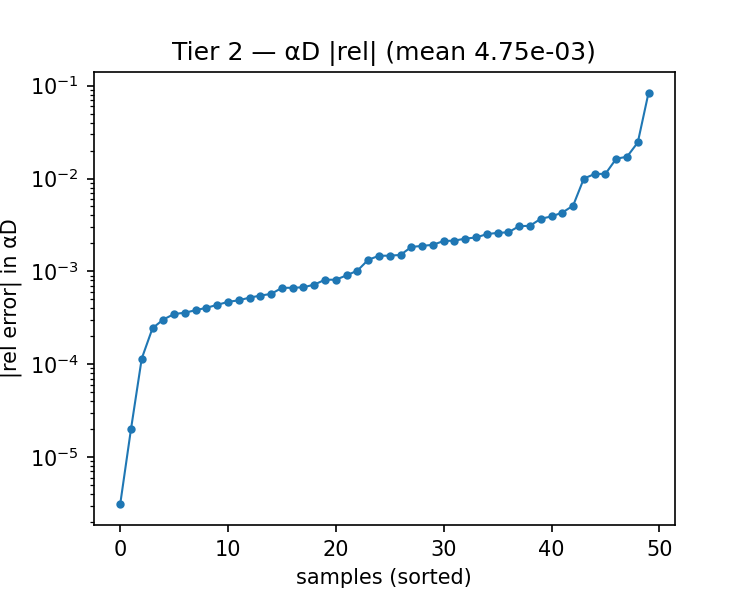 Tier 2 — αD |rel| (mean 4.75e-03)
|rel error| in αD
10⁻¹
10⁻²
10⁻³
10⁻⁴
10⁻⁵
0 10 20 30 40 50
samples (sorted)